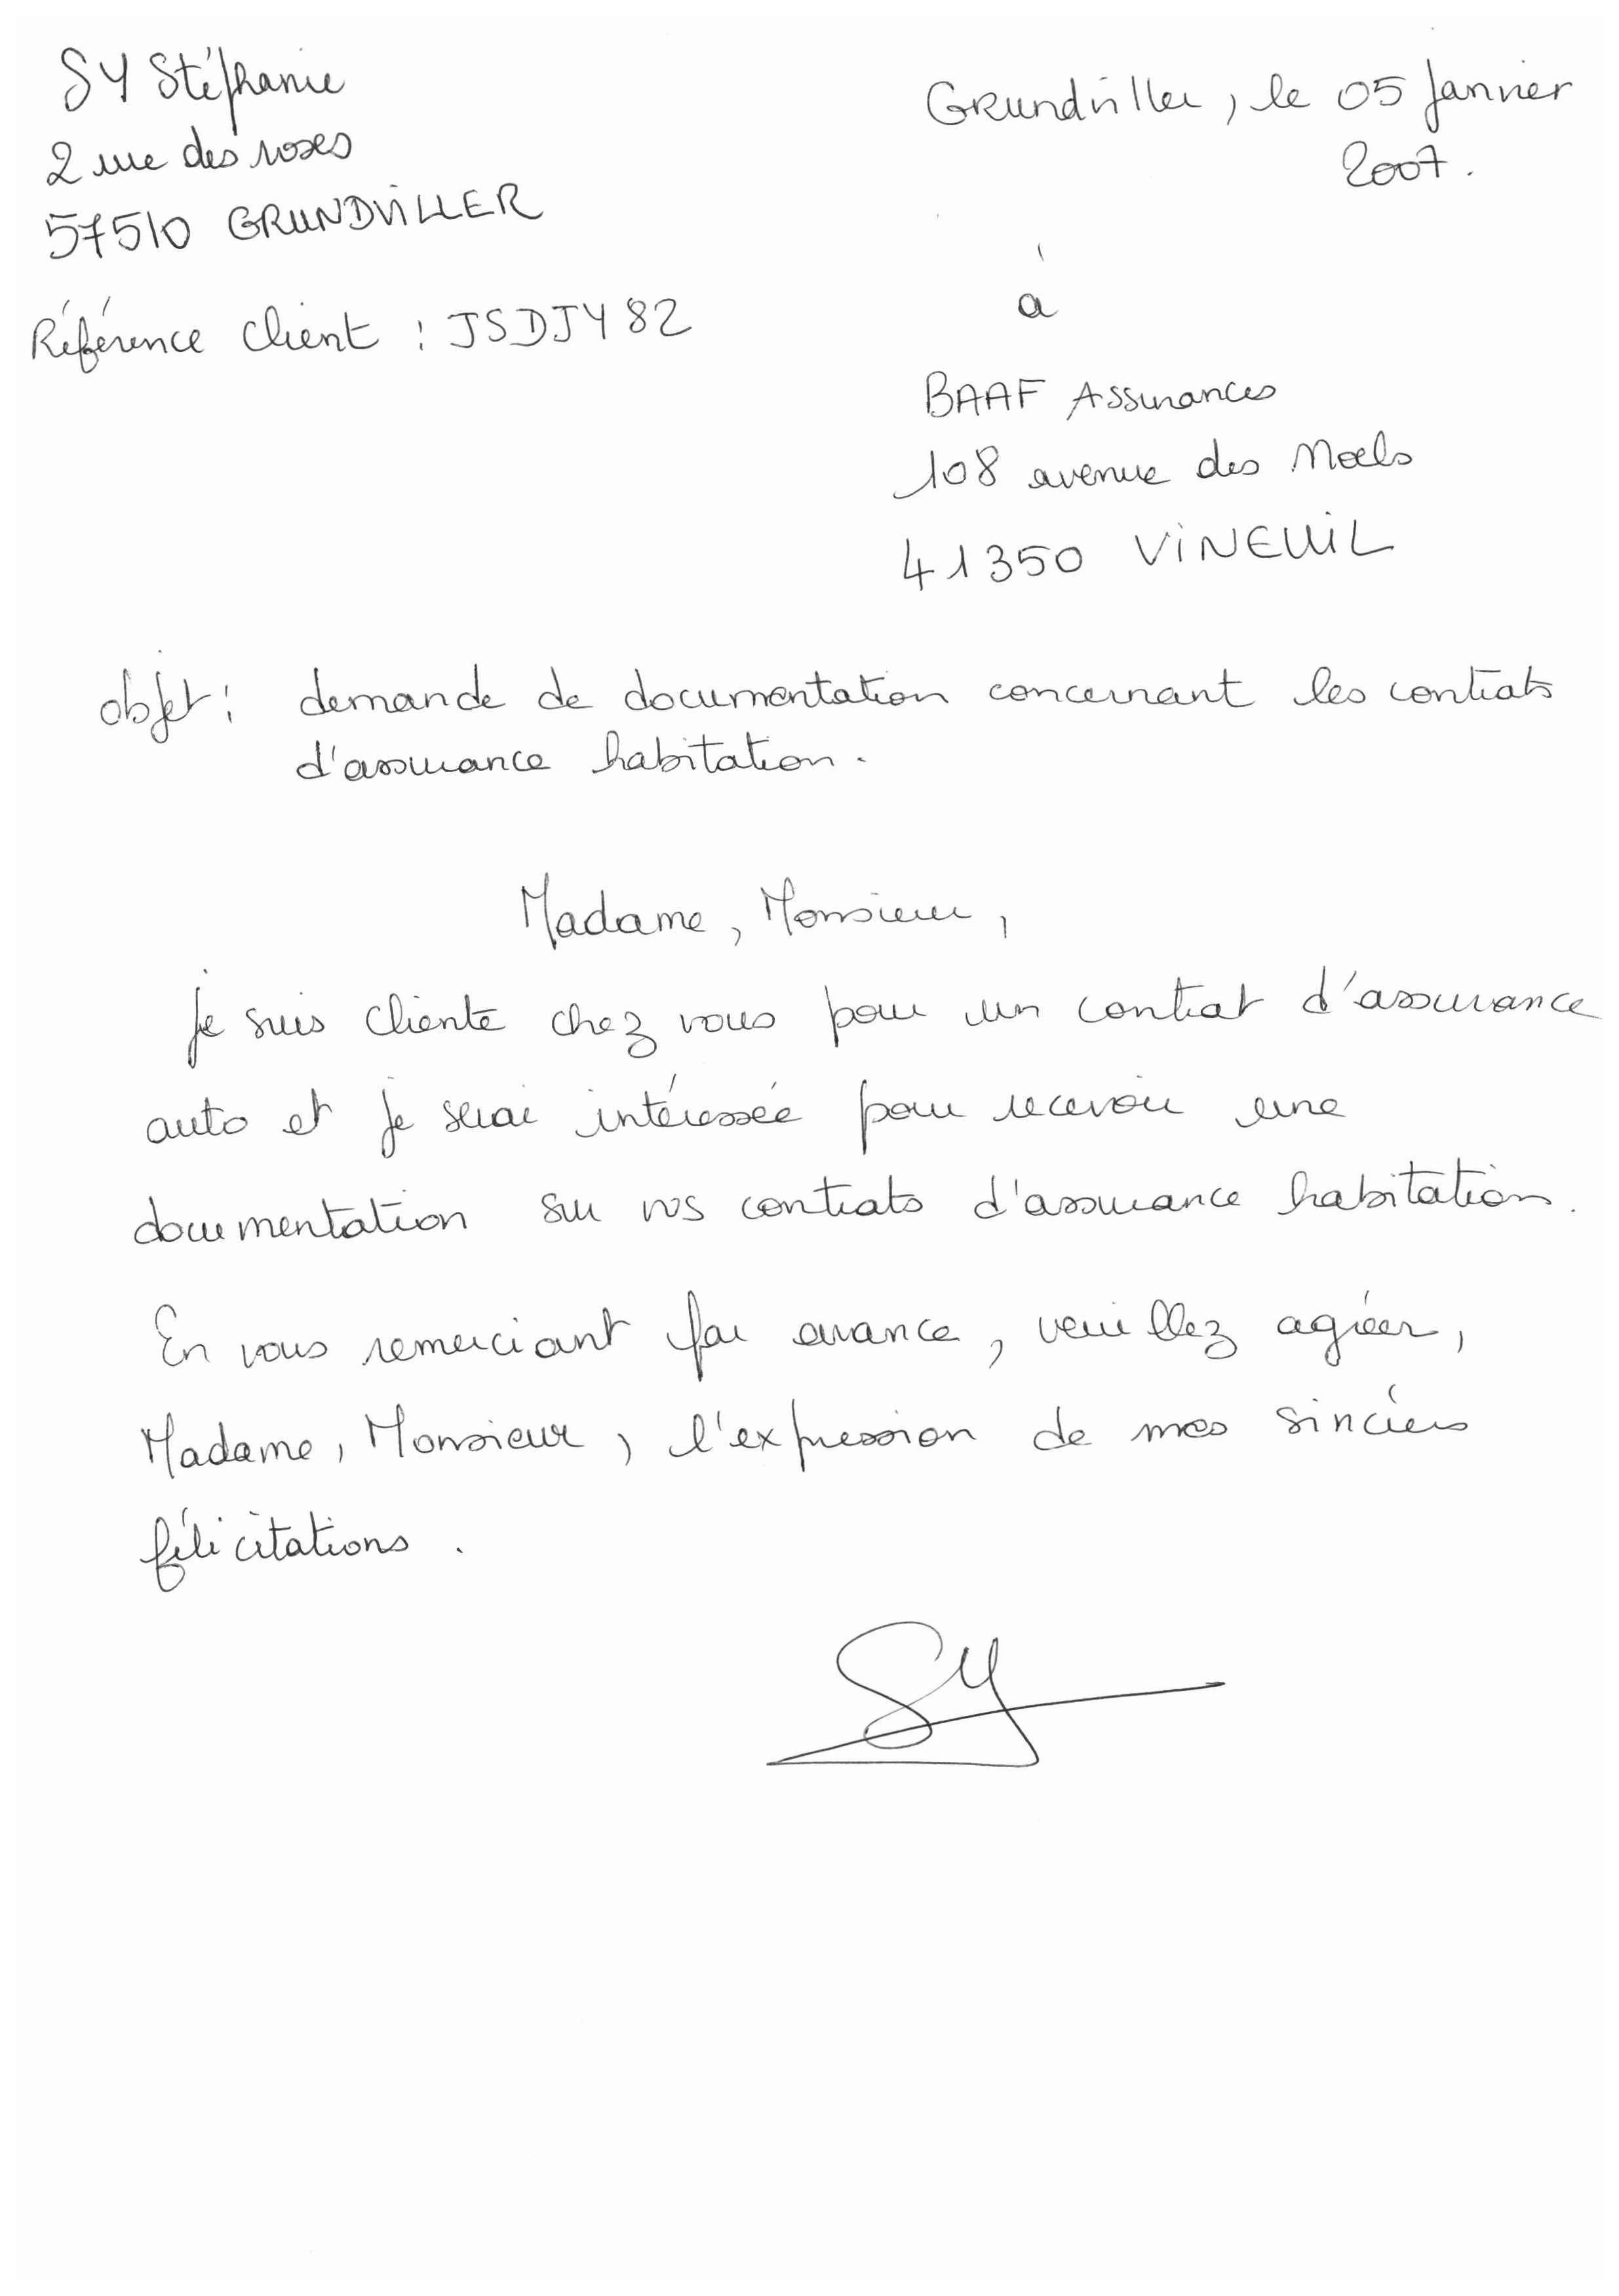 SY Stéphanie
2 rue des roses
57510 GRUNDVILLER
Référence Client : JSDJY82
Grundviller, le 05 Janvier
2007.
à
BAAF Assurances
108 avenue des Noels
41350 VINEUIL
objet : demande de documentation concernant les contrats
d'assurance habitation.
Madame, Monsieur,
Je suis cliente chez vous pour un contrat d'assurance
auto et je serai intéressée pour recevoir une
documentation sur vos contrats d'assurance habitation.
En vous remerciant par avance, veuillez agréer,
Madame, Monsieur, l'expression de mes sincères
félicitations.
SY